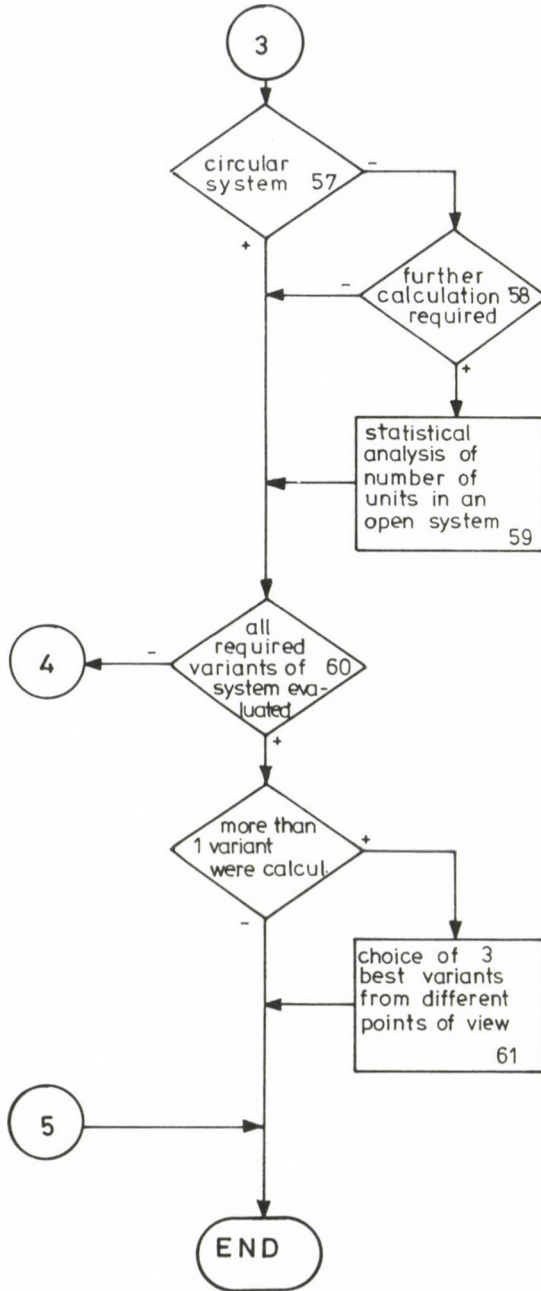 3
circular
system 57
-
+
further
calculation 58
required
-
+
statistical
analysis of
number of
units in an
open system
59
all
required
variants of 60
system eva-
luated
-
4
+
more than
1 variant
were calcul.
+
-
choice of 3
best variants
from different
points of view
61
5
END